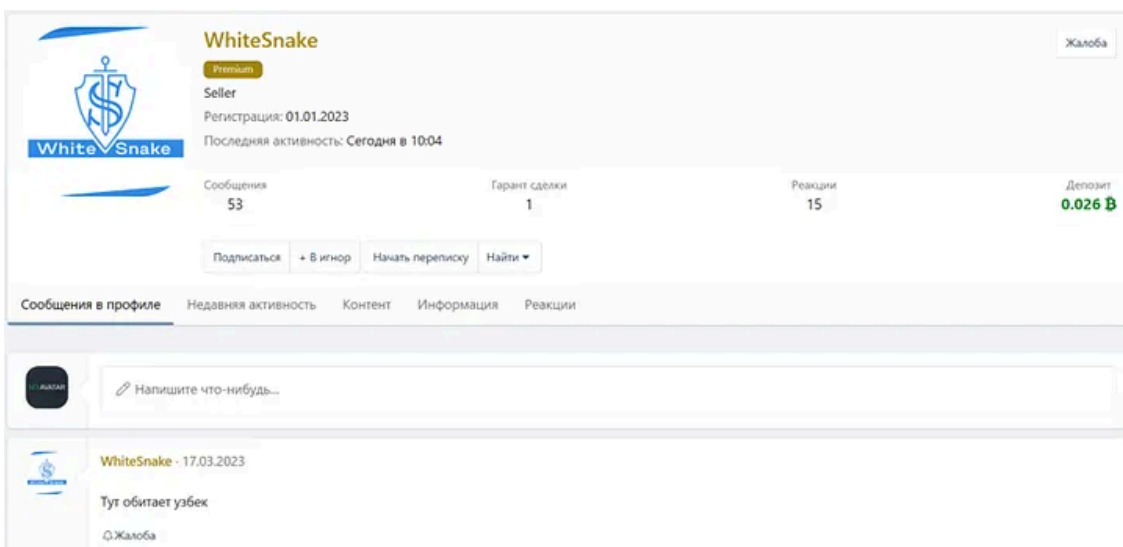 WhiteSnake
Premium
Жалоба
Seller
Регистрация: 01.01.2023
Последняя активность: Сегодня в 10:04
White Snake
Сообщения
53
Гарант сделки
1
Реакции
15
Депозит
0.026 ₿
Подписаться
+ В игнор
Начать переписку
Найти
Сообщения в профиле
Недавняя активность
Контент
Информация
Реакции
AVATAR
Напишите что-нибудь...
WhiteSnake · 17.03.2023
Тут обитает узбек
Жалоба